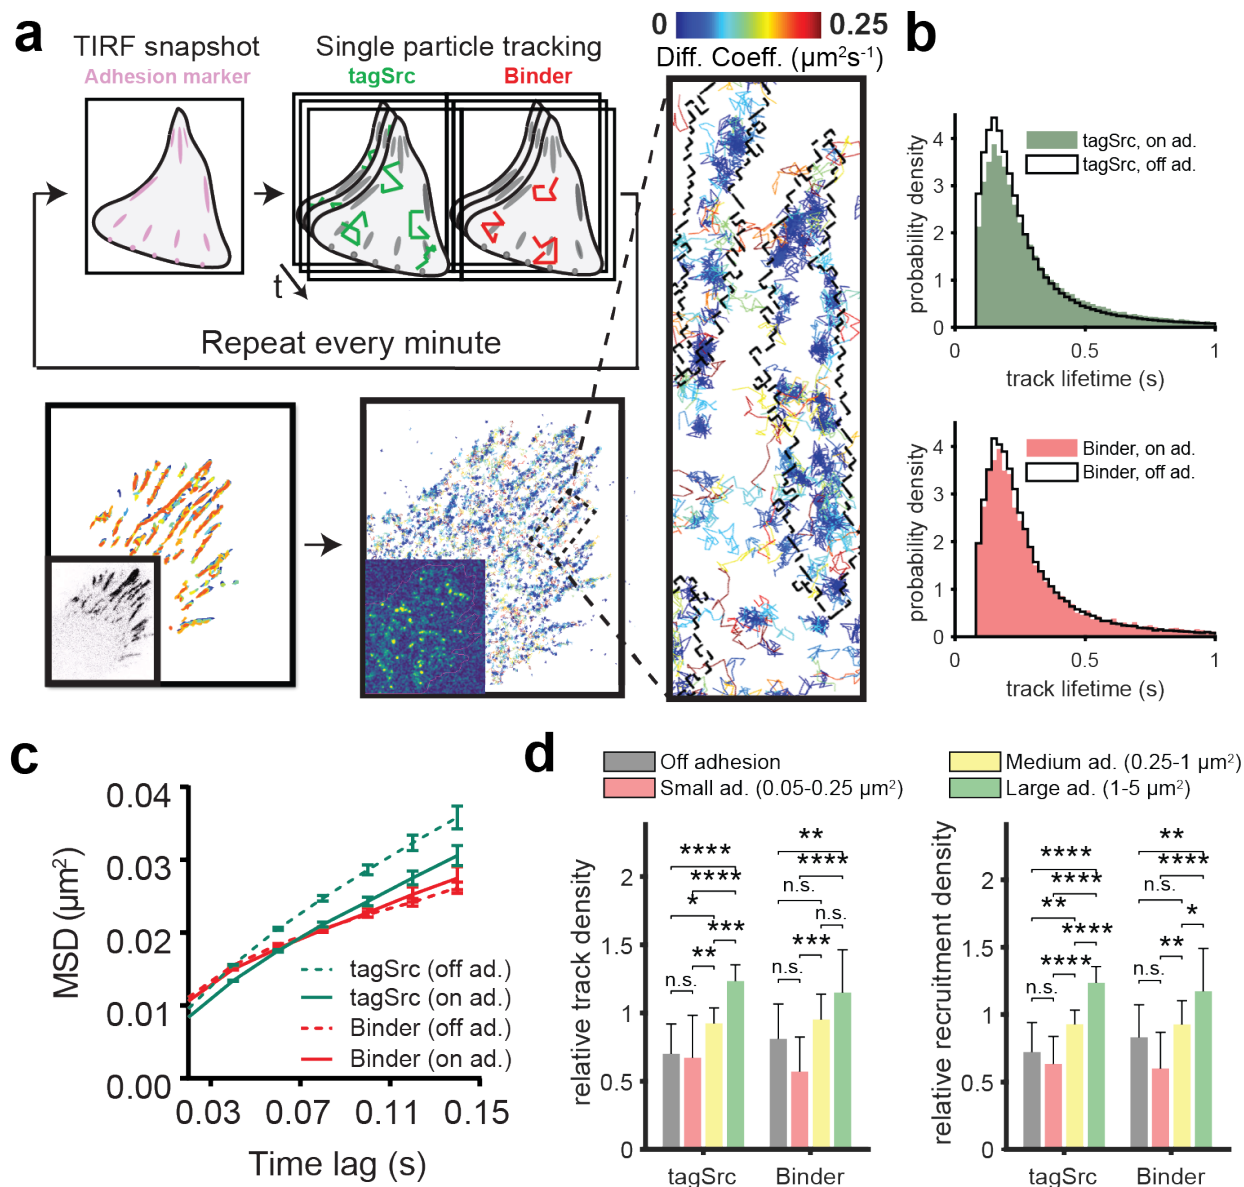 a
TIRF snapshot
Adhesion marker
Single particle tracking
tagSrc
Binder
t
Repeat every minute
0
0.25
Diff. Coeff. (µm²s⁻¹)
b
probability density
4
3
2
1
0
tagSrc, on ad.
tagSrc, off ad.
0
0.5
1
track lifetime (s)
probability density
4
3
2
1
0
Binder, on ad.
Binder, off ad.
0
0.5
1
track lifetime (s)
c
MSD (µm²)
0.04
0.03
0.02
0.01
0.00
tagSrc (off ad.)
tagSrc (on ad.)
Binder (off ad.)
Binder (on ad.)
0.03 0.07 0.11 0.15
Time lag (s)
d
Off adhesion
Small ad. (0.05-0.25 µm²)
Medium ad. (0.25-1 µm²)
Large ad. (1-5 µm²)
relative track density
2
1.5
1
0.5
0
****
****
*
***
**
n.s.
**
****
n.s.
n.s.
***
n.s.
tagSrc
Binder
relative recruitment density
2
1.5
1
0.5
0
****
****
**
****
****
n.s.
**
****
n.s.
*
**
n.s.
tagSrc
Binder